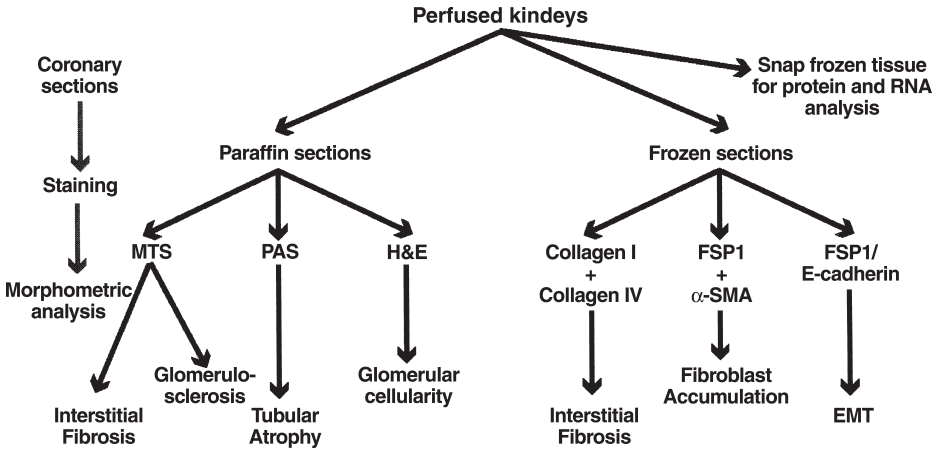 Perfused kindeys
Coronary
sections
Snap frozen tissue
for protein and RNA
analysis
Paraffin sections
Frozen sections
Staining
MTS
PAS
H&E
Collagen I
+
Collagen IV
FSP1
+
α-SMA
FSP1/
E-cadherin
Morphometric
analysis
Interstitial
Fibrosis
Glomerulo-
sclerosis
Tubular
Atrophy
Glomerular
cellularity
Interstitial
Fibrosis
Fibroblast
Accumulation
EMT